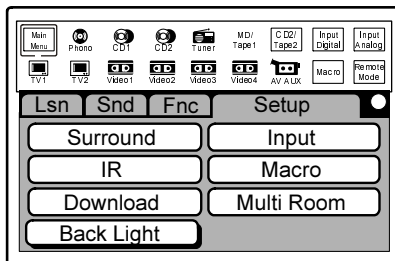 Main Menu Phono CD1 CD2 Tuner MD/ Tape1 CD2/ Tape2 Input Digital Input Analog
TV1 TV2 Video1 Video2 Video3 Video4 AV AUX Macro Remote Mode
Lsn Snd Fnc Setup
Surround Input
IR Macro
Download Multi Room
Back Light